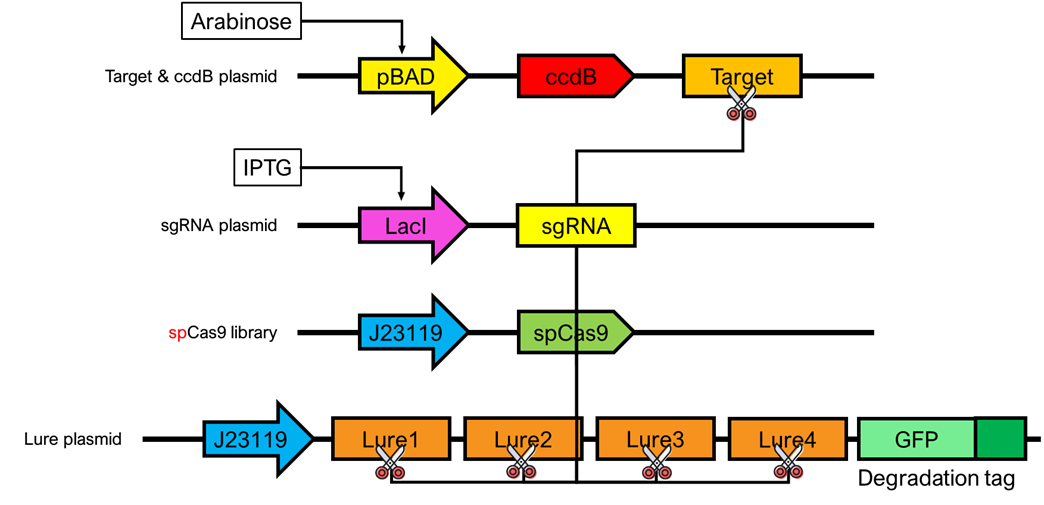 Arabinose
Target & ccdB plasmid
pBAD
ccdB
Target
IPTG
sgRNA plasmid
LacI
sgRNA
spCas9 library
J23119
spCas9
Lure plasmid
J23119
Lure1
Lure2
Lure3
Lure4
GFP
Degradation tag